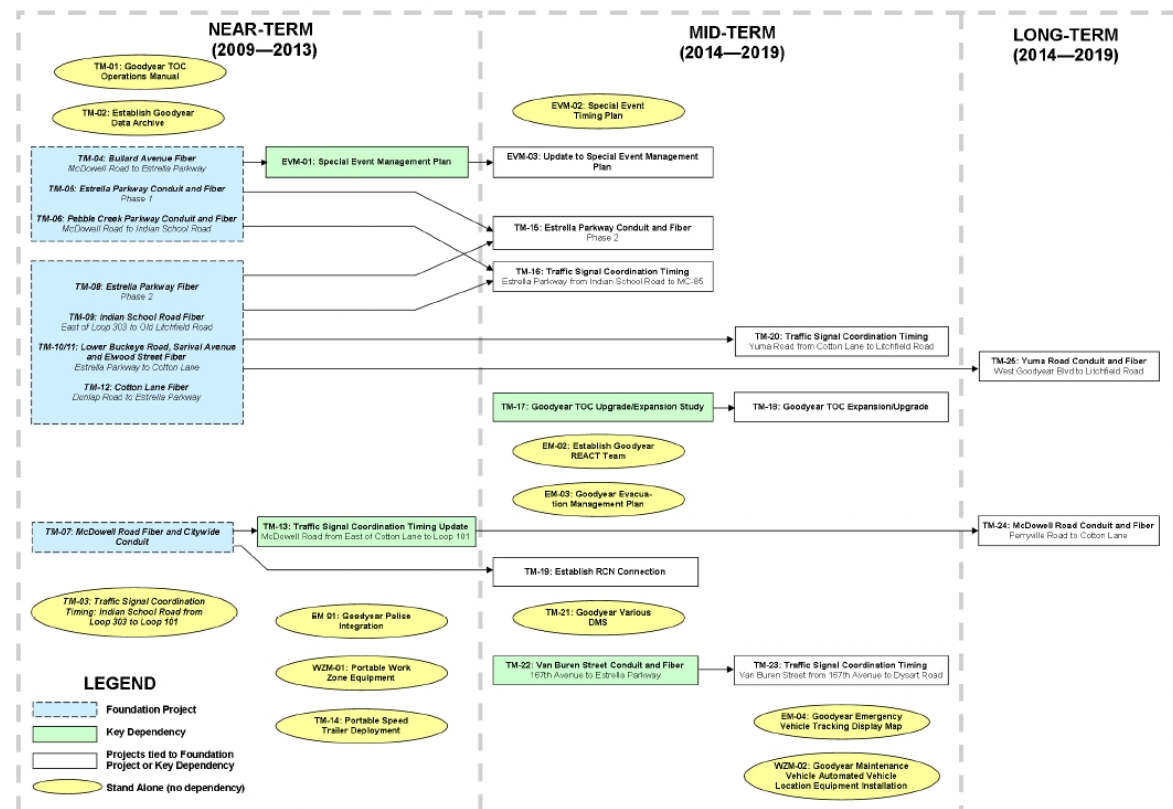 NEAR-TERM
(2009—2013)
MID-TERM
(2014—2019)
LONG-TERM
(2014—2019)
TM-01: Goodyear TOC
Operations Manual
TM-02: Establish Goodyear
Data Archive
EVM-02: Special Event
Timing Plan
TM-04: Bullard Avenue Fiber
McDowell Road to Estrella Parkway
TM-05: Estrella Parkway Conduit and Fiber
Phase 1
TM-06: Pebble Creek Parkway Conduit and Fiber
McDowell Road to Indian School Road
EVM-01: Special Event Management Plan
EVM-03: Update to Special Event Management
Plan
TM-15: Estrella Parkway Conduit and Fiber
Phase 2
TM-16: Traffic Signal Coordination Timing
Estrella Parkway from Indian School Road to MC-85
TM-08: Estrella Parkway Fiber
Phase 2
TM-09: Indian School Road Fiber
East of Loop 303 to Old Litchfield Road
TM-10/11: Lower Buckeye Road, Sarival Avenue
and Elwood Street Fiber
Estrella Parkway to Cotton Lane
TM-12: Cotton Lane Fiber
Dunlap Road to Estrella Parkway
TM-20: Traffic Signal Coordination Timing
Yuma Road from Cotton Lane to Litchfield Road
TM-25: Yuma Road Conduit and Fiber
West Goodyear Blvd to Litchfield Road
TM-17: Goodyear TOC Upgrade/Expansion Study
TM-18: Goodyear TOC Expansion/Upgrade
EM-02: Establish Goodyear
REACT Team
EM-03: Goodyear Evacua-
tion Management Plan
TM-07: McDowell Road Fiber and Citywide
Conduit
TM-13: Traffic Signal Coordination Timing Update
McDowell Road from East of Cotton Lane to Loop 101
TM-24: McDowell Road Conduit and Fiber
Perryville Road to Cotton Lane
TM-19: Establish RCN Connection
TM-03: Traffic Signal Coordination
Timing: Indian School Road from
Loop 303 to Loop 101
EM-01: Goodyear Police
Integration
TM-21: Goodyear Various
DMS
WZM-01: Portable Work
Zone Equipment
TM-22: Van Buren Street Conduit and Fiber
167th Avenue to Estrella Parkway
TM-23: Traffic Signal Coordination Timing
Van Buren Street from 167th Avenue to Dysart Road
TM-14: Portable Speed
Trailer Deployment
EM-04: Goodyear Emergency
Vehicle Tracking Display Map
WZM-02: Goodyear Maintenance
Vehicle Automated Vehicle
Location Equipment Installation
LEGEND
Foundation Project
Key Dependency
Projects tied to Foundation
Project or Key Dependency
Stand Alone (no dependency)